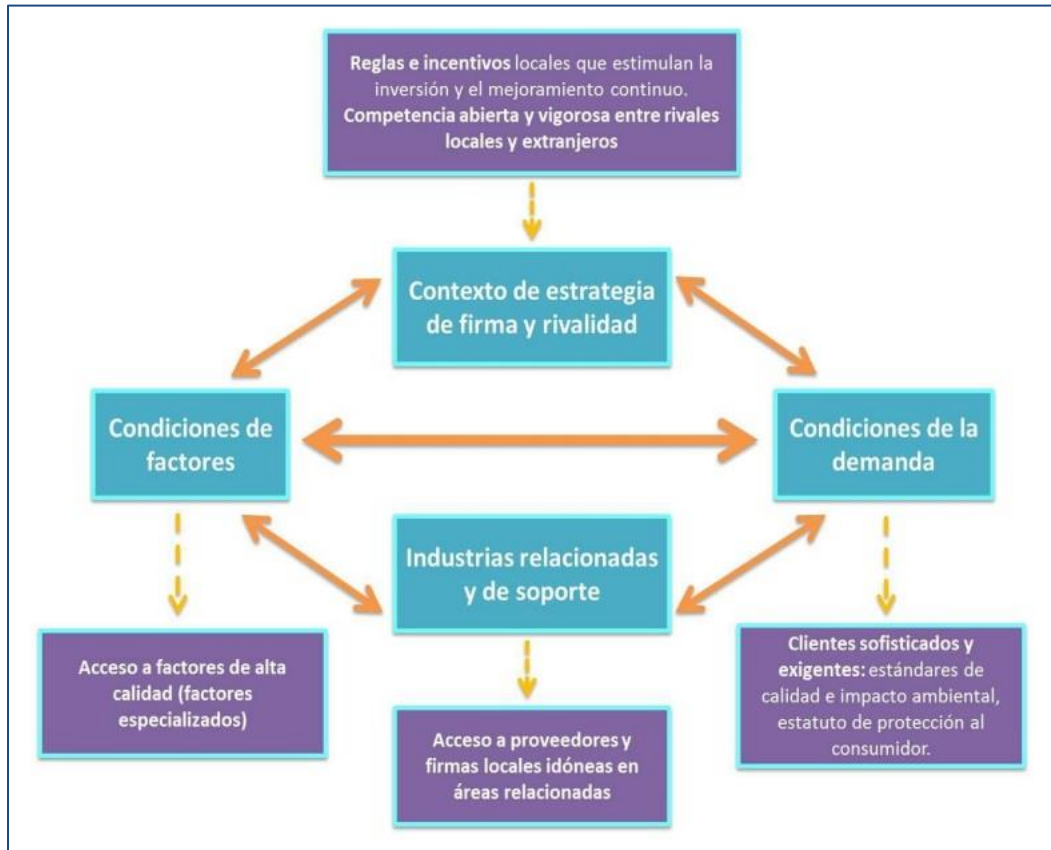 Reglas e incentivos locales que estimulan la
inversión y el mejoramiento continuo.
Competencia abierta y vigorosa entre rivales
locales y extranjeros
Contexto de estrategia
de firma y rivalidad
Condiciones de
factores
Condiciones de la
demanda
Industrias relacionadas
y de soporte
Acceso a factores de alta
calidad (factores
especializados)
Acceso a proveedores y
firmas locales idóneas en
áreas relacionadas
Clientes sofisticados y
exigentes: estándares de
calidad e impacto ambiental,
estatuto de protección al
consumidor.